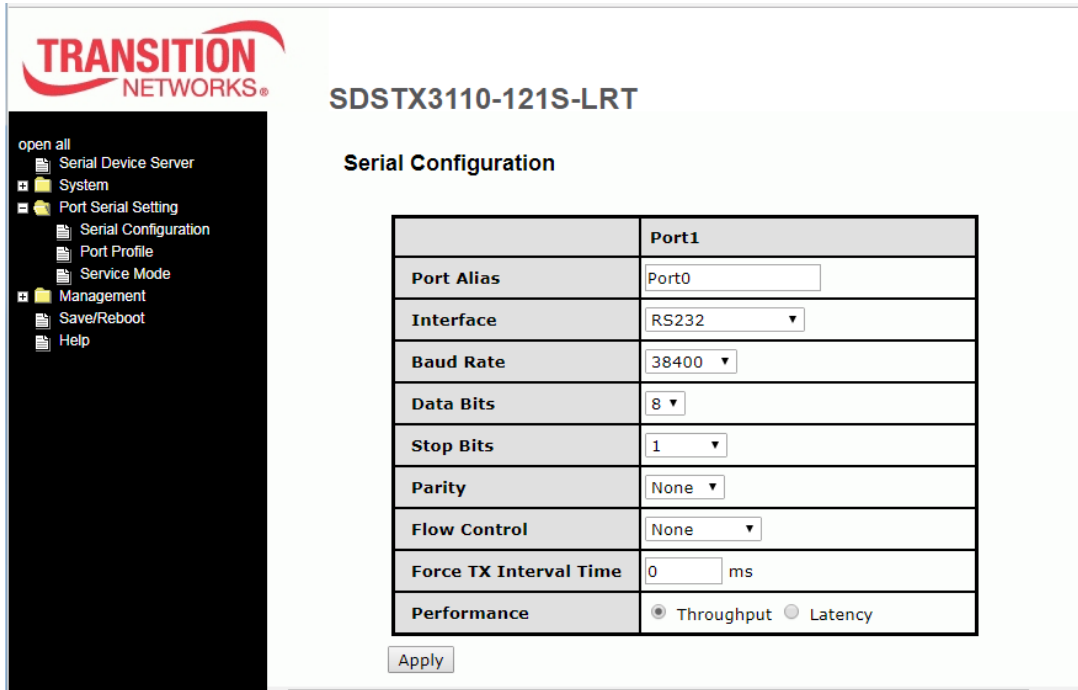 TRANSITION
NETWORKS®
SDSTX3110-121S-LRT
open all
Serial Device Server
System
Port Serial Setting
Serial Configuration
Port Profile
Service Mode
Management
Save/Reboot
Help
Serial Configuration
Port1
Port Alias Port0
Interface RS232
Baud Rate 38400
Data Bits 8
Stop Bits 1
Parity None
Flow Control None
Force TX Interval Time 0 ms
Performance Throughput Latency
Apply